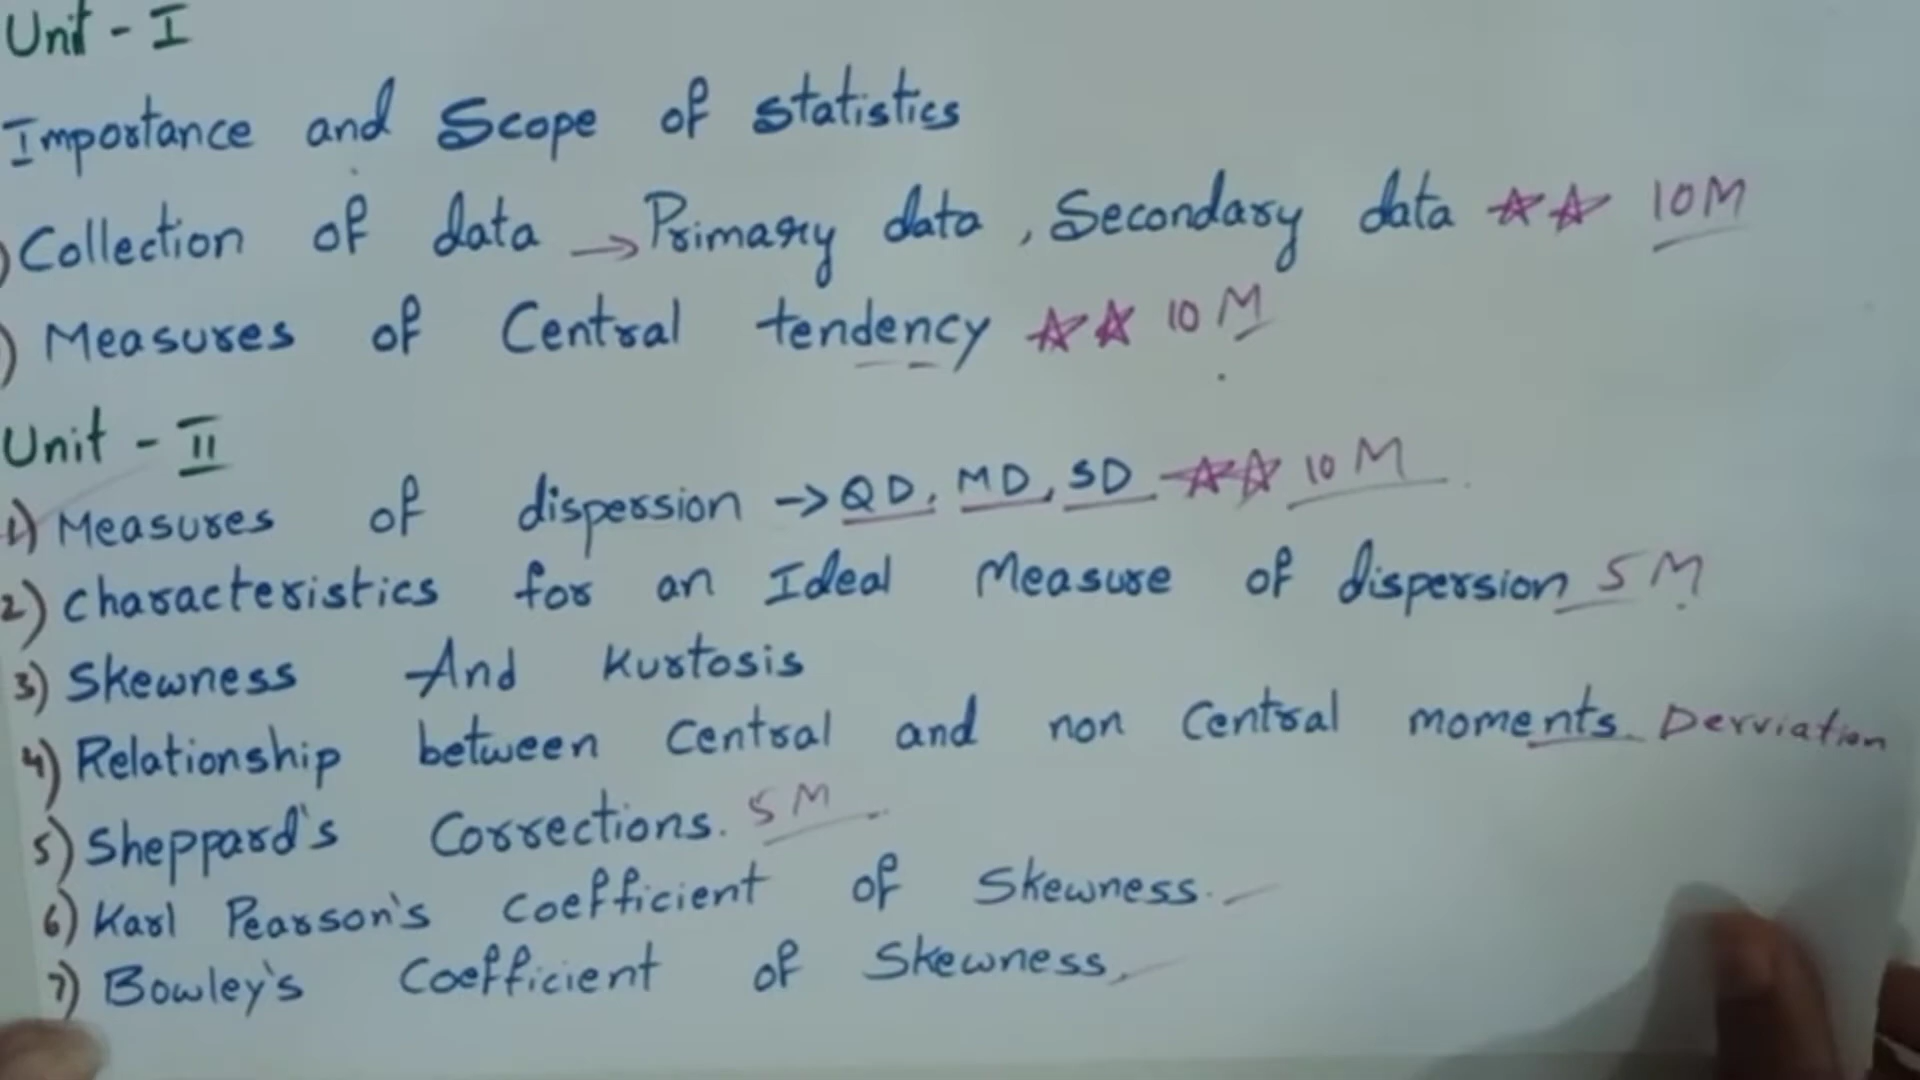 Unit - I
Importance and Scope of statistics
) Collection of data → Primary data, Secondary data ☆☆ 10M
) Measures of Central tendency ☆☆ 10 M
Unit - II
1) Measures of dispersion → QD, MD, SD ☆☆ 10 M
2) characteristics for an Ideal Measure of dispersion 5 M
3) Skewness And kurtosis
4) Relationship between Central and non Central moments. Derviation
5) Sheppard's Corrections. 5 M
6) Karl Pearson's coefficient of Skewness.
7) Bowley's Coefficient of Skewness.